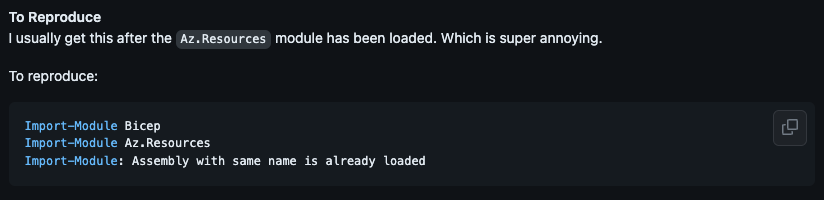 To Reproduce
I usually get this after the Az.Resources module has been loaded. Which is super annoying.
To reproduce:
Import-Module Bicep
Import-Module Az.Resources
Import-Module: Assembly with same name is already loaded